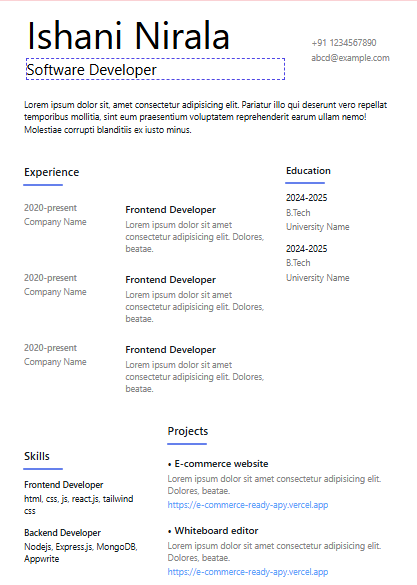 Ishani Nirala
Software Developer
+91 1234567890
abcd@example.com
Lorem ipsum dolor sit, amet consectetur adipisicing elit. Pariatur illo qui deserunt vero repellat
temporibus mollitia, sint eum praesentium voluptatem reprehenderit earum ullam nemo!
Molestiae corrupti blanditiis ex iusto minus.
Experience
2020-present
Company Name
Frontend Developer
Lorem ipsum dolor sit amet
consectetur adipisicing elit. Dolores,
beatae.
2020-present
Company Name
Frontend Developer
Lorem ipsum dolor sit amet
consectetur adipisicing elit. Dolores,
beatae.
2020-present
Company Name
Frontend Developer
Lorem ipsum dolor sit amet
consectetur adipisicing elit. Dolores,
beatae.
Education
2024-2025
B.Tech
University Name
2024-2025
B.Tech
University Name
Skills
Frontend Developer
html, css, js, react.js, tailwind
css
Backend Developer
Nodejs, Express.js, MongoDB,
Appwrite
Projects
• E-commerce website
Lorem ipsum dolor sit amet consectetur adipisicing elit.
Dolores, beatae.
https://e-commerce-ready-apy.vercel.app
• Whiteboard editor
Lorem ipsum dolor sit amet consectetur adipisicing elit.
Dolores, beatae.
https://e-commerce-ready-apy.vercel.app